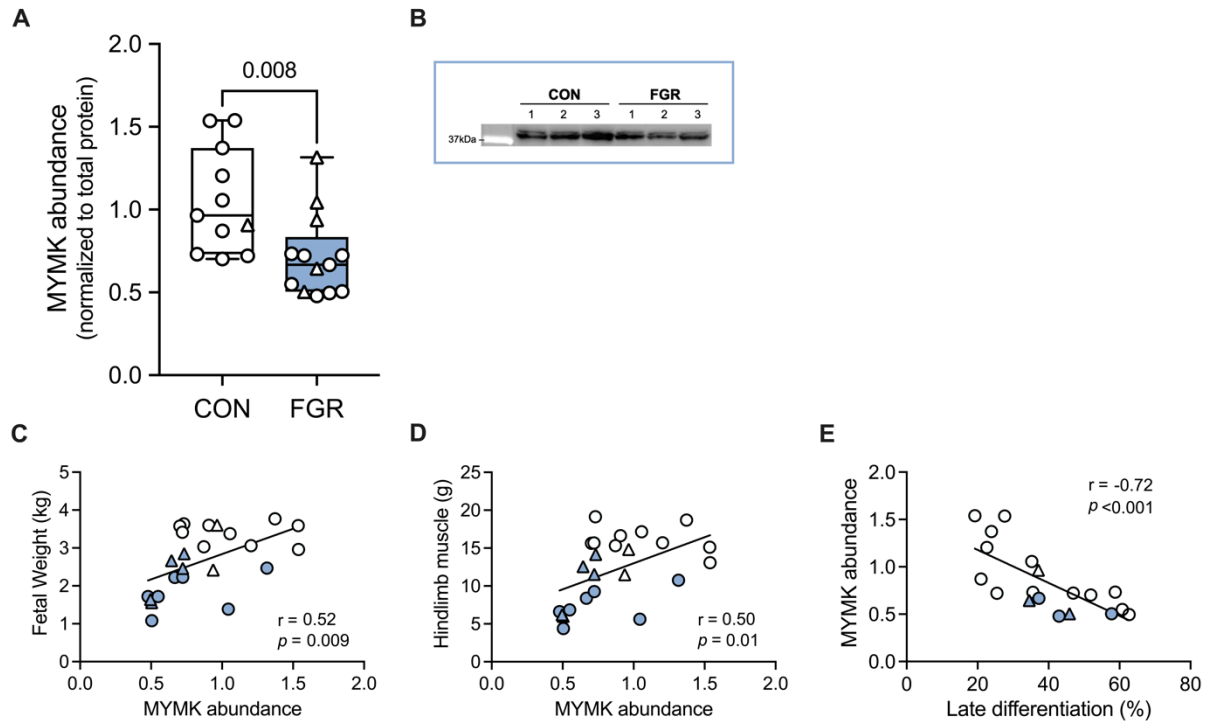 A
2.0
1.5
1.0
0.5
0.0
MYMK abundance
(normalized to total protein)
0.008
CON
FGR
B
CON
FGR
1 2 3 1 2 3
37kDa
C
5
4
3
2
1
0
Fetal Weight (kg)
r = 0.52
p = 0.009
0.0 0.5 1.0 1.5 2.0
MYMK abundance
D
25
20
15
10
5
0
Hindlimb muscle (g)
r = 0.50
p = 0.01
0.0 0.5 1.0 1.5 2.0
MYMK abundance
E
2.0
1.5
1.0
0.5
0.0
MYMK abundance
r = -0.72
p <0.001
0 20 40 60 80
Late differentiation (%)